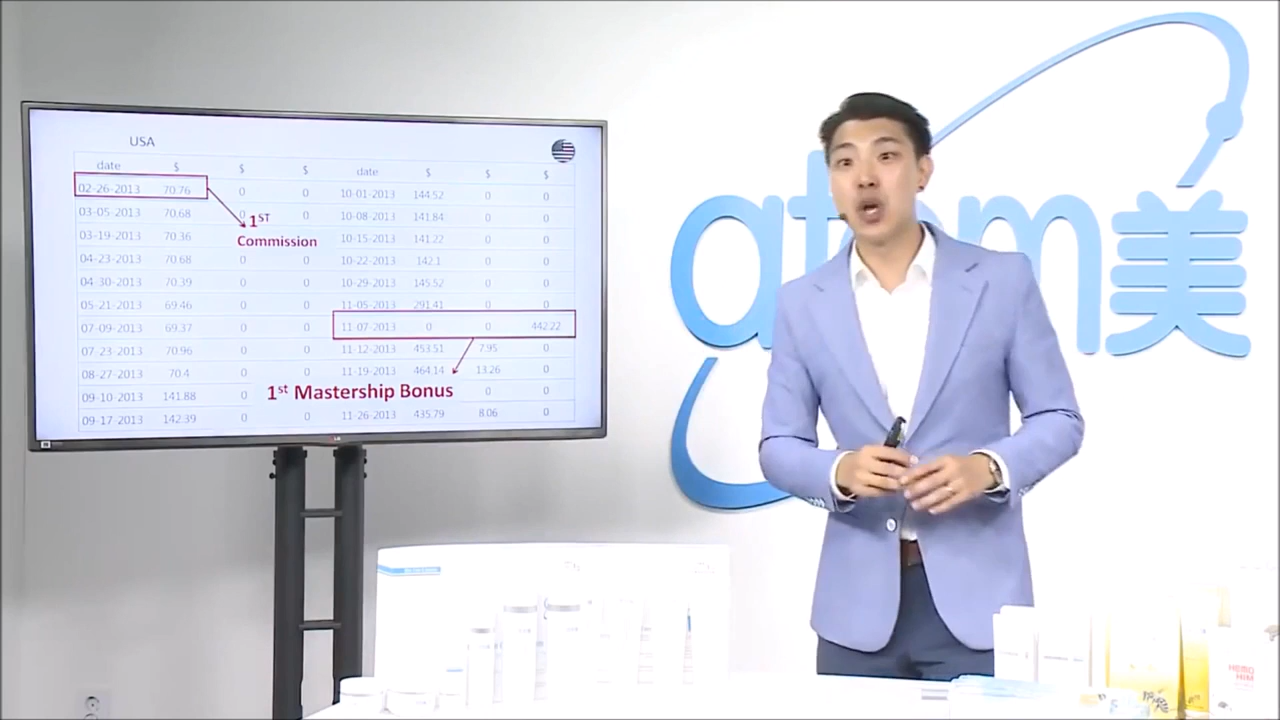 USA
date $ $ $ date $ $ $
02-26-2013 70.76 0 0 10-01-2013 144.52 0 0
03-05-2013 70.68 0 0 10-08-2013 141.84 0 0
1ST
Commission
03-19-2013 70.36 0 10-15-2013 141.22 0 0
04-23-2013 70.68 0 0 10-22-2013 142.1 0 0
04-30-2013 70.39 0 0 10-29-2013 145.52 0 0
05-21-2013 69.46 0 0 11-05-2013 291.41 0 0
07-09-2013 69.37 0 0 11-07-2013 0 0 442.22
07-23-2013 70.96 0 0 11-12-2013 453.51 7.95 0
08-27-2013 70.4 0 0 11-19-2013 464.14 13.26 0
09-10-2013 141.88 0 0 0
1st Mastership Bonus
09-17-2013 142.39 0 0 11-26-2013 435.79 8.06 0
LG
atom美
HEMO
HIM